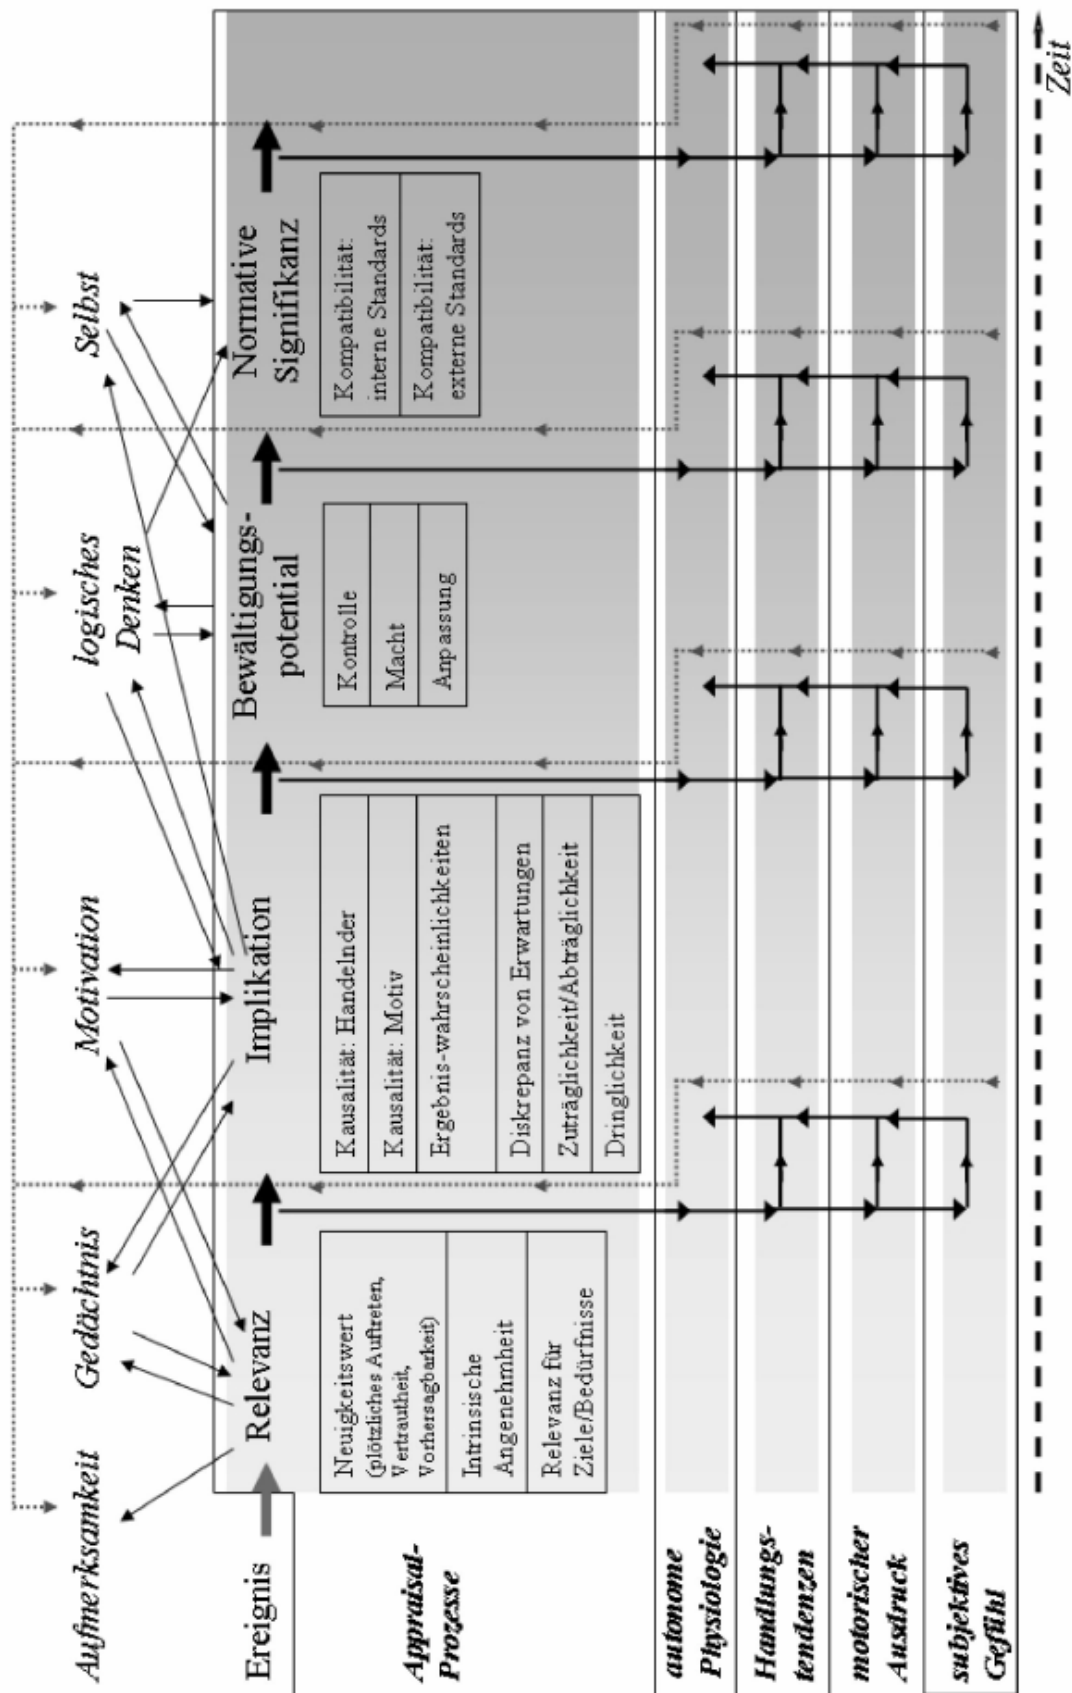 Aufmerksamkeit
Gedächtnis
Motivation
logisches
Denken
Selbst
Ereignis
Relevanz
Implikation
Bewältigungs-
potential
Normative
Signifikanz
Appraisal-
Prozesse
Neuigkeitswert
(plötzliches Auftreten,
Vertrautheit,
Vorhersagbarkeit)
Intrinsische
Angenehmheit
Relevanz für
Ziele/Bedürfnisse
Kausalität: Handelnder
Kausalität: Motiv
Ergebnis-wahrscheinlichkeiten
Diskrepanz von Erwartungen
Zuträglichkeit/Abträglichkeit
Dringlichkeit
Kontrolle
Macht
Anpassung
Kompatibilität:
interne Standards
Kompatibilität:
externe Standards
autonome
Physiologie
Handlungs-
tendenzen
motorischer
Ausdruck
subjektives
Gefühl
Zeit